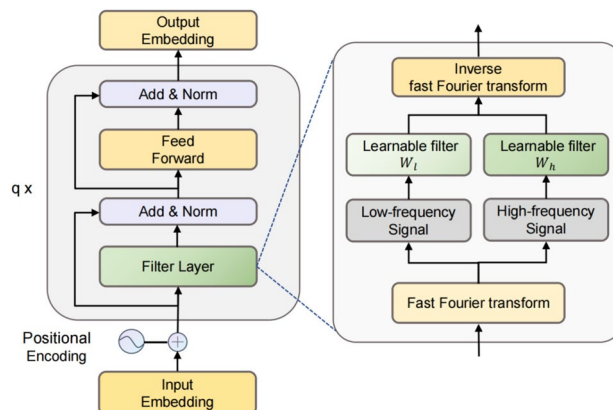 Output
Embedding
Add & Norm
Feed
Forward
q x
Add & Norm
Filter Layer
Positional
Encoding
Input
Embedding
Inverse
fast Fourier transform
Learnable filter
W_l
Learnable filter
W_h
Low-frequency
Signal
High-frequency
Signal
Fast Fourier transform